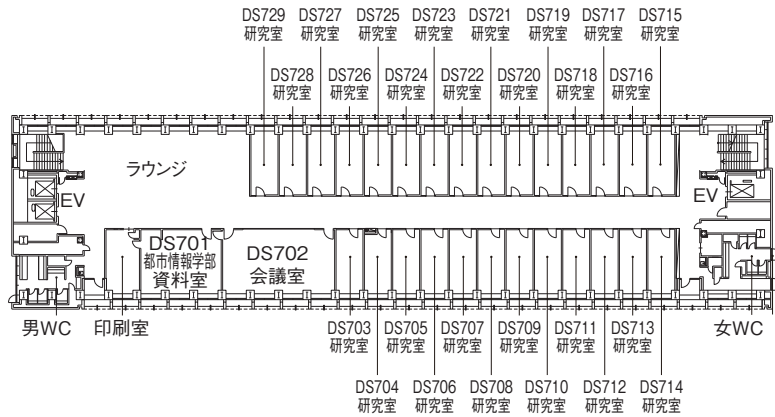 DS729
研究室
DS727
研究室
DS725
研究室
DS723
研究室
DS721
研究室
DS719
研究室
DS717
研究室
DS715
研究室
DS728
研究室
DS726
研究室
DS724
研究室
DS722
研究室
DS720
研究室
DS718
研究室
DS716
研究室
ラウンジ
EV
EV
DS701
都市情報学部
資料室
DS702
会議室
男WC
印刷室
女WC
DS703
研究室
DS705
研究室
DS707
研究室
DS709
研究室
DS711
研究室
DS713
研究室
DS704
研究室
DS706
研究室
DS708
研究室
DS710
研究室
DS712
研究室
DS714
研究室